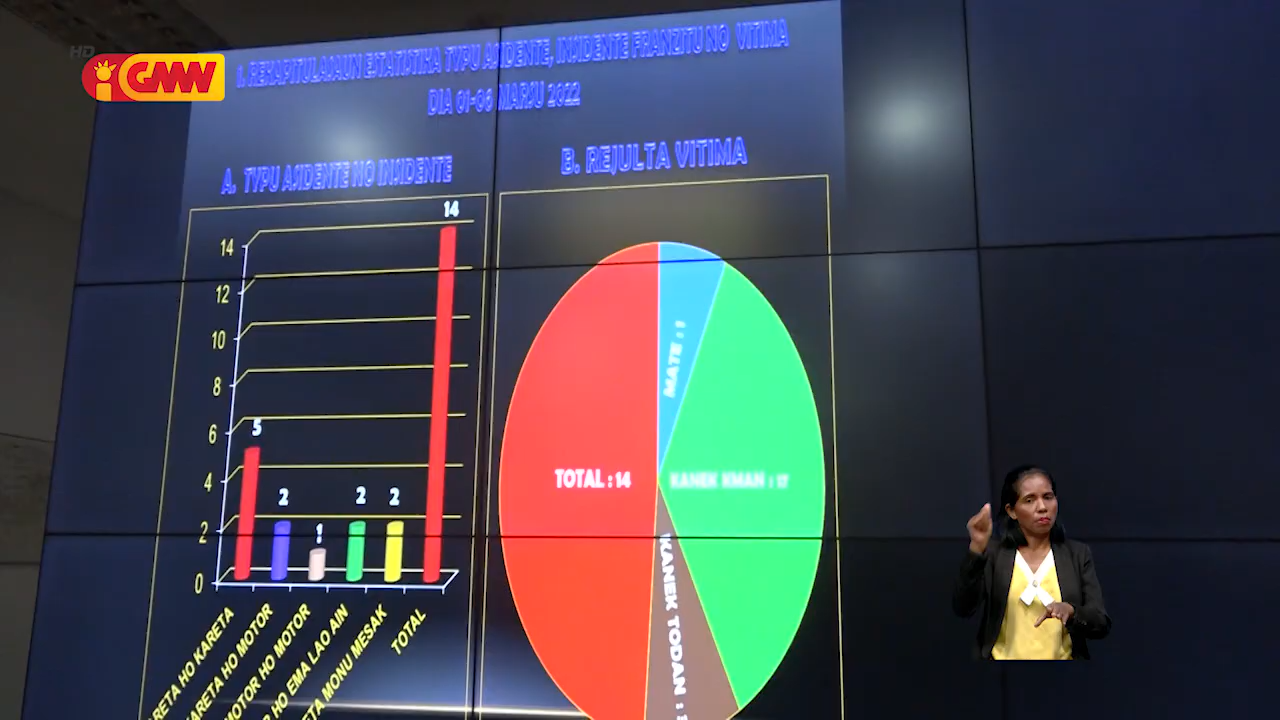 HD
GMN
I. REKAPITULASAUN ESTATISTIKA TYPU ASIDENTE, INSIDENTE TRANZITU NO VITIMA
DIA 01-06 MARSU 2022
A. TYPU ASIDENTE NO INSIDENTE
B. REJULTA VITIMA
14
14
12
10
8
6
4
2
0
5
2
1
2
2
KARETA HO KARETA
KARETA HO MOTOR
MOTOR HO MOTOR
HO EMA LAO AIN
MONU MESAK
TOTAL
MATE : 1
TOTAL : 14
KANEK KMAN :
KANEK TODAN :